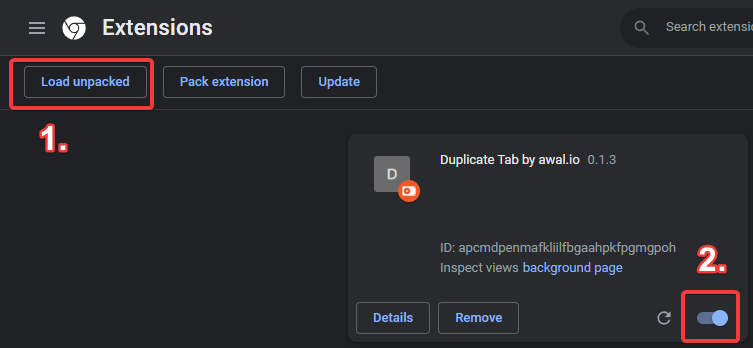 Extensions
Search extensio
Load unpacked
Pack extension
Update
1.
D
Duplicate Tab by awal.io 0.1.3
ID: apcmdpenmafkliilfbgaahpkfpgmgpoh
Inspect views background page
2.
Details
Remove